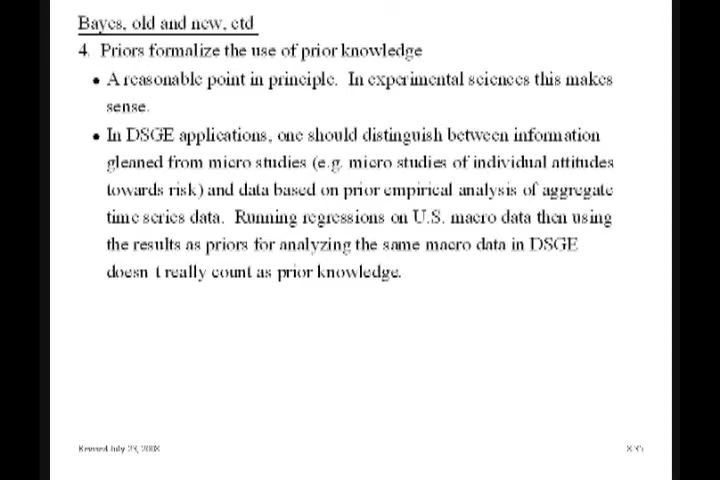 Bayes, old and new, ctd
4. Priors formalize the use of prior knowledge
• A reasonable point in principle. In experimental sciences this makes
sense.
• In DSGE applications, one should distinguish between information
gleaned from micro studies (e.g. micro studies of individual attitudes
towards risk) and data based on prior empirical analysis of aggregate
time series data. Running regressions on U.S. macro data then using
the results as priors for analyzing the same macro data in DSGE
doesn t really count as prior knowledge.
Revised July 23, 2008